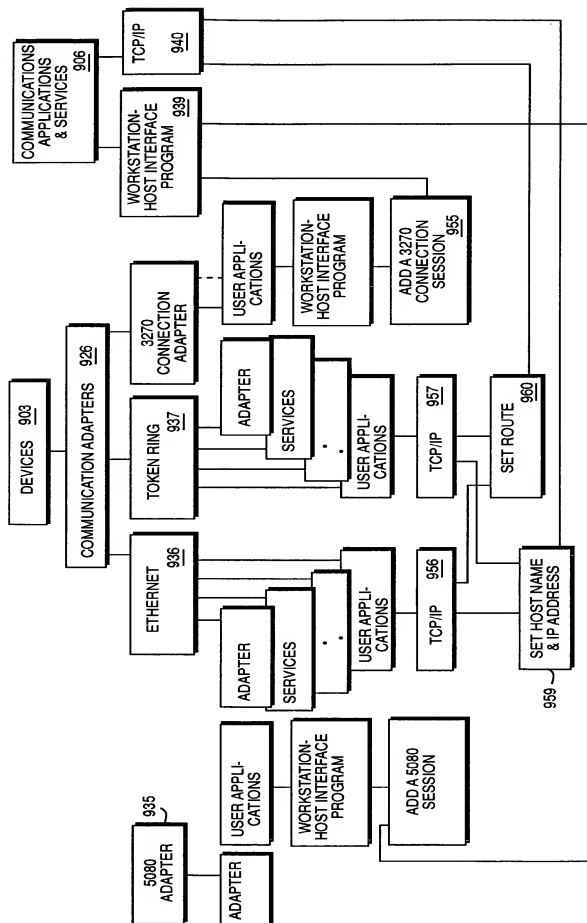 DEVICES 903
COMMUNICATION ADAPTERS 926
COMMUNICATIONS
APPLICATIONS
& SERVICES
906
5080
ADAPTER
935
ETHERNET
936
TOKEN RING
937
3270
CONNECTION
ADAPTER
WORKSTATION-
HOST INTERFACE
PROGRAM
939
TCP/IP
940
ADAPTER
USER APPLI-
CATIONS
ADAPTER
SERVICES
.
.
USER APPLI-
CATIONS
ADAPTER
SERVICES
.
.
USER APPLI-
CATIONS
USER APPLI-
CATIONS
WORKSTATION-
HOST INTERFACE
PROGRAM
TCP/IP
956
TCP/IP
957
WORKSTATION-
HOST INTERFACE
PROGRAM
ADD A 5080
SESSION
SET HOST NAME
& IP ADDRESS
959
SET ROUTE
960
ADD A 3270
CONNECTION
SESSION
955